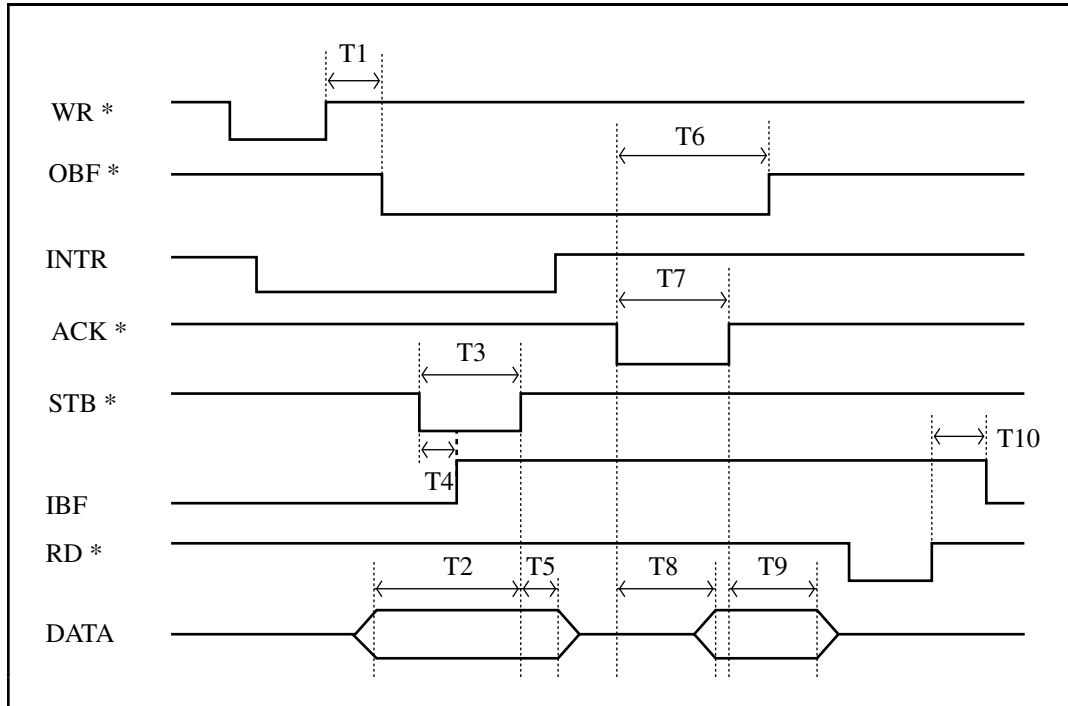 T1
WR *
T6
OBF *
INTR
T7
ACK *
T3
STB *
T10
T4
IBF
RD *
T2
T5
T8
T9
DATA